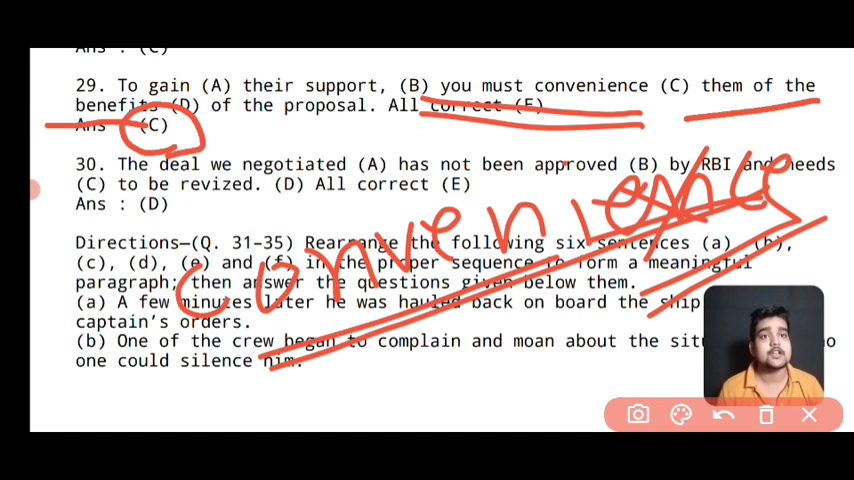 Ans : (C)
29. To gain (A) their support, (B) you must convenience (C) them of the
benefits (D) of the proposal. All correct (E)
Ans (C)
30. The deal we negotiated (A) has not been approved (B) by RBI and needs
(C) to be revized. (D) All correct (E)
Ans : (D)
Directions—(Q. 31-35) Rearrange the following six sentences (a), (b),
(c), (d), (e) and (f) in the proper sequence to form a meaningful
paragraph; then answer the questions given below them.
(a) A few minutes later he was hauled back on board the ship
captain's orders.
(b) One of the crew began to complain and moan about the no
one could silence him.